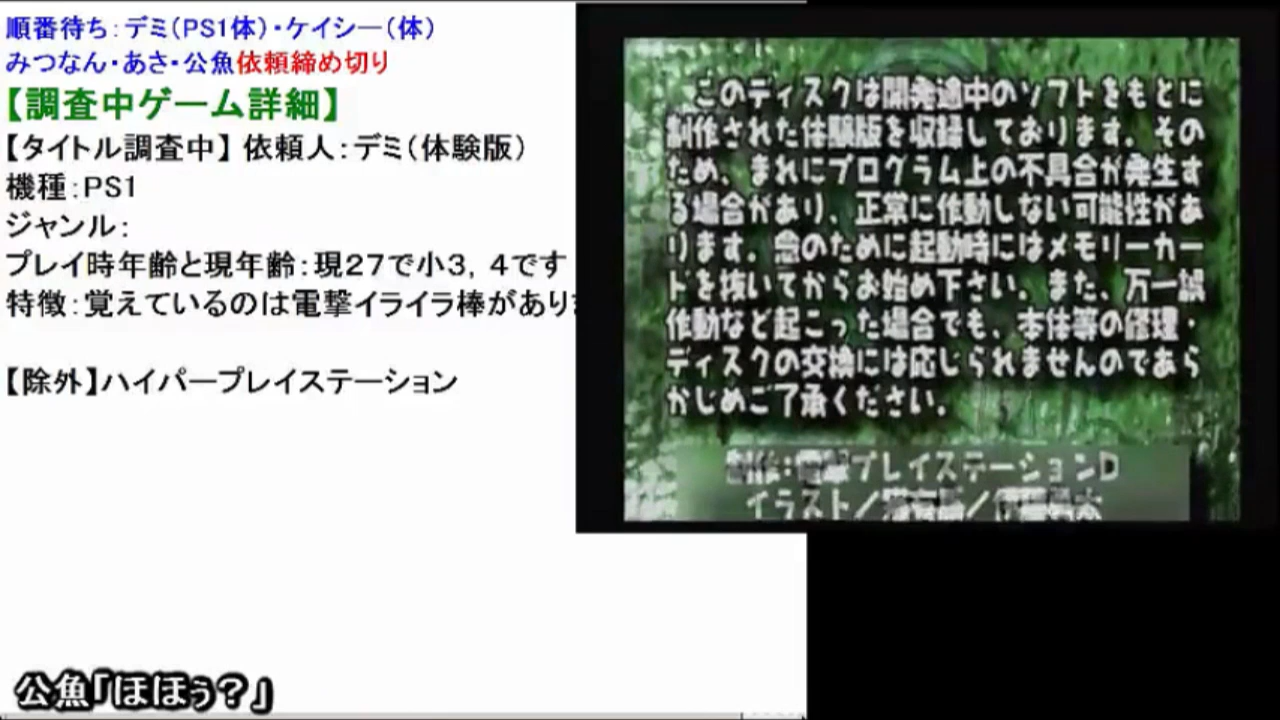 順番待ち：デミ（PS1体）・ケイシー（体）
みつなん・あさ・公魚依頼締め切り
【調査中ゲーム詳細】
【タイトル調査中】依頼人：デミ（体験版）
機種：PS1
ジャンル：
プレイ時年齢と現年齢：現27で小3，4です
特徴：覚えているのは電撃イライラ棒があり
【除外】ハイパープレイステーション
このディスクは開発途中のソフトをもとに
制作された体験版を収録しております。その
ため、まれにプログラム上の不具合が発生す
る場合があり、正常に作動しない可能性があ
ります。念のために起動時にはメモリーカー
ドを抜いてからお始め下さい。また、万一誤
作動など起こった場合でも、本体等の修理・
ディスクの交換には応じられませんのであら
かじめご了承ください。
制作：電撃プレイステーションD
イラスト／
公魚「ほほぅ？」